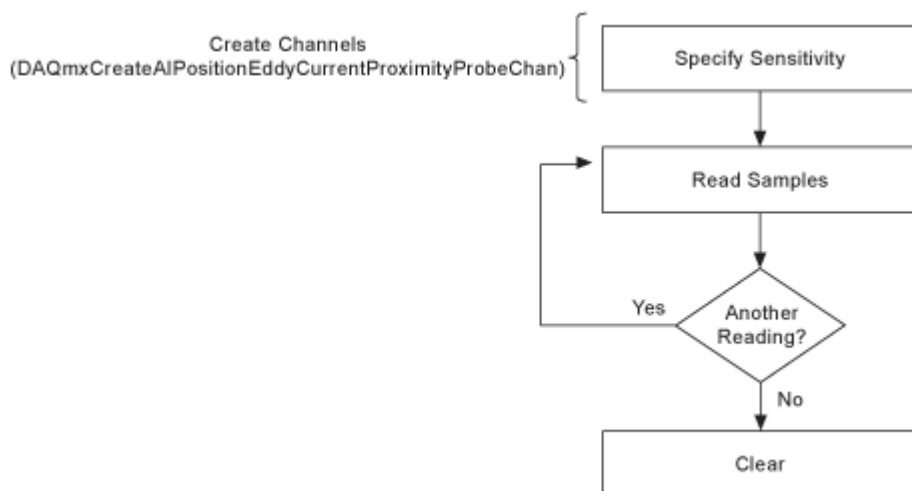 Create Channels
(DAQmxCreateAIPositionEddyCurrentProximityProbeChan)
Specify Sensitivity
Read Samples
Yes
Another
Reading?
No
Clear